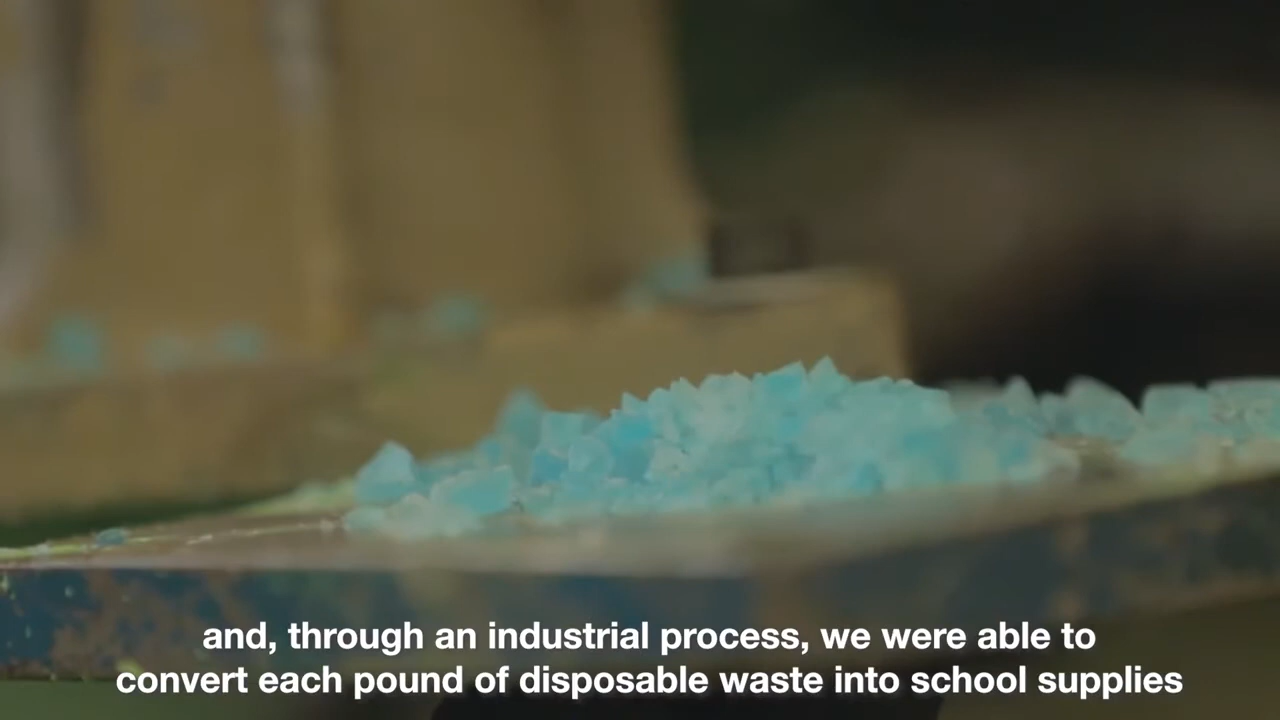 and, through an industrial process, we were able to
convert each pound of disposable waste into school supplies